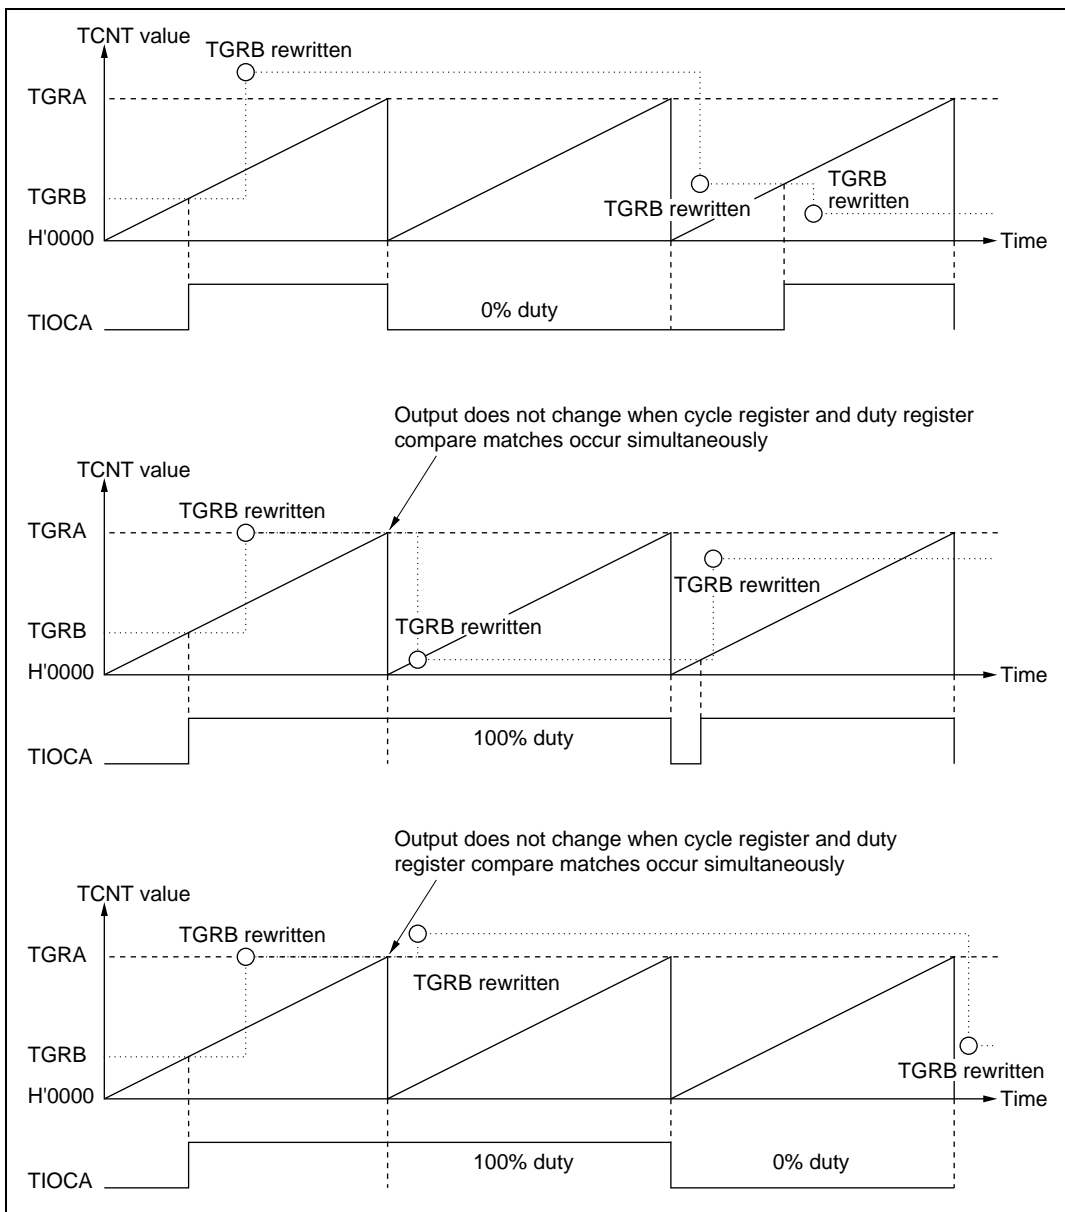 TCNT value
TGRB rewritten
TGRA
TGRB
TGRB rewritten
TGRB
rewritten
H'0000
Time
TIOCA
0% duty
Output does not change when cycle register and duty register
compare matches occur simultaneously
TCNT value
TGRB rewritten
TGRA
TGRB rewritten
TGRB
TGRB rewritten
H'0000
Time
TIOCA
100% duty
Output does not change when cycle register and duty
register compare matches occur simultaneously
TCNT value
TGRB rewritten
TGRA
TGRB rewritten
TGRB
TGRB rewritten
H'0000
Time
TIOCA
100% duty
0% duty